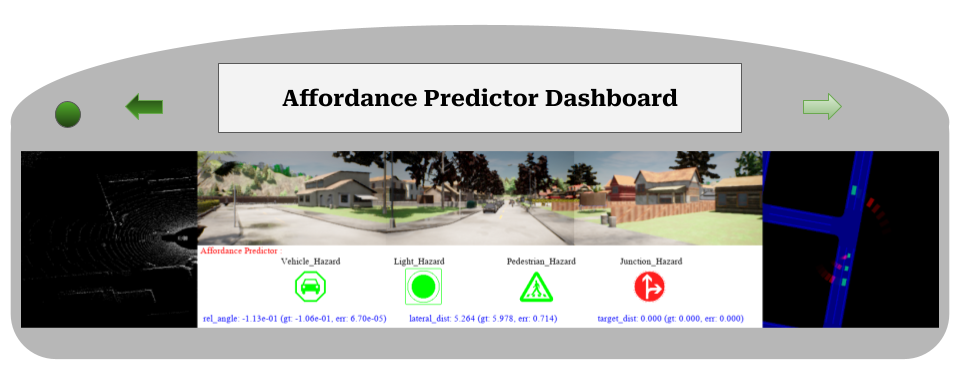 Affordance Predictor Dashboard
Affordance Predictor :
Vehicle_Hazard Light_Hazard Pedestrian_Hazard Junction_Hazard
rel_angle: -1.13e-01 (gt: -1.06e-01, err: 6.70e-05) lateral_dist: 5.264 (gt: 5.978, err: 0.714) target_dist: 0.000 (gt: 0.000, err: 0.000)